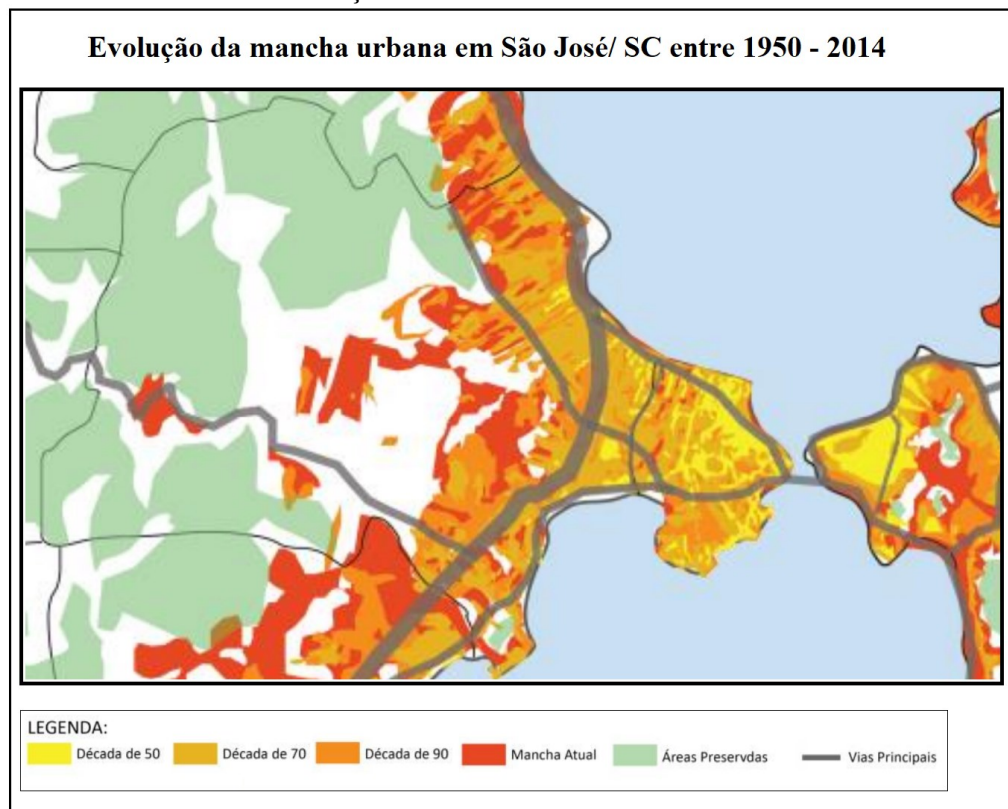 Evolução da mancha urbana em São José/ SC entre 1950 - 2014
LEGENDA:
Década de 50
Década de 70
Década de 90
Mancha Atual
Áreas Preservdas
Vias Principais